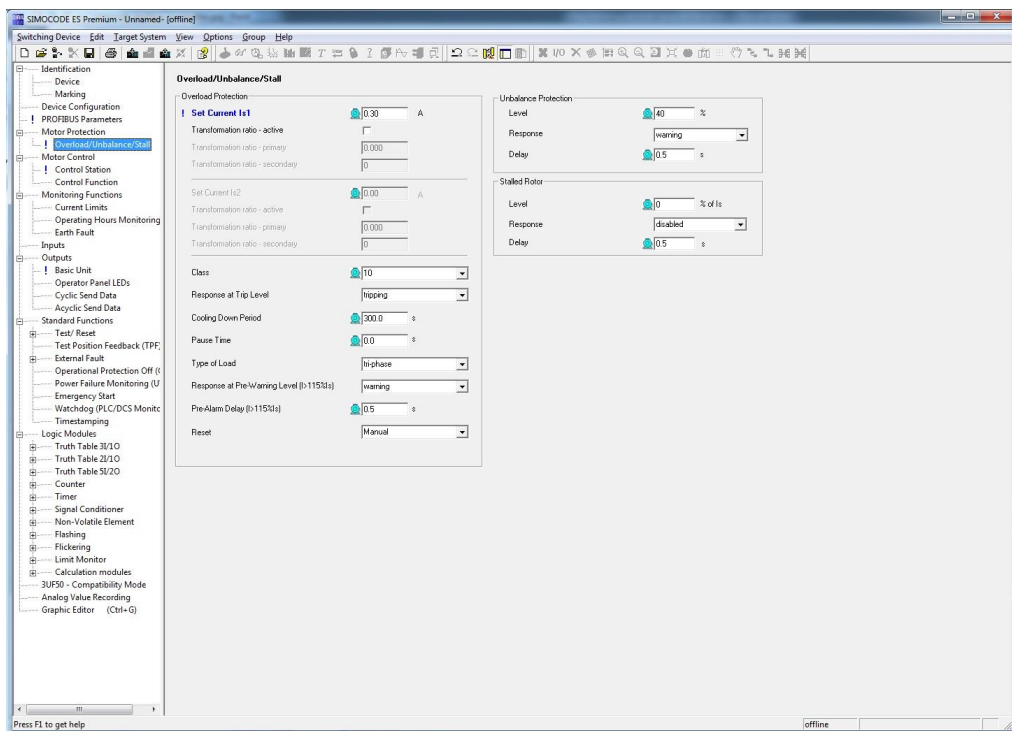 SIMOCODE ES Premium - Unnamed- [offline]
Switching Device Edit Target System View Options Group Help
Identification
Device
Marking
Device Configuration
! PROFIBUS Parameters
Motor Protection
! Overload/Unbalance/Stall
Motor Control
! Control Station
Control Function
Monitoring Functions
Current Limits
Operating Hours Monitoring
Earth Fault
Inputs
Outputs
! Basic Unit
Operator Panel LEDs
Cyclic Send Data
Acyclic Send Data
Standard Functions
Test/ Reset
Test Position Feedback (TPF)
External Fault
Operational Protection Off (
Power Failure Monitoring (U
Emergency Start
Watchdog (PLC/DCS Monitc
Timestamping
Logic Modules
Truth Table 3I/1O
Truth Table 2I/1O
Truth Table 5I/2O
Counter
Timer
Signal Conditioner
Non-Volatile Element
Flashing
Flickering
Limit Monitor
Calculation modules
3UF50 - Compatibility Mode
Analog Value Recording
Graphic Editor (Ctrl+G)
Overload/Unbalance/Stall
Overload Protection
! Set Current Is1 0.30 A
Transformation ratio - active
Transformation ratio - primary 0.000
Transformation ratio - secondary 0
Set Current Is2 0.00 A
Transformation ratio - active
Transformation ratio - primary 0.000
Transformation ratio - secondary 0
Class 10
Response at Trip Level tripping
Cooling Down Period 300.0 s
Pause Time 0.0 s
Type of Load tri-phase
Response at Pre-Warning Level (I>115%Is) warning
Pre-Alarm Delay (I>115%Is) 0.5 s
Reset Manual
Unbalance Protection
Level 40 %
Response warning
Delay 0.5 s
Stalled Rotor
Level 0 % of Is
Response disabled
Delay 0.5 s
Press F1 to get help
offline